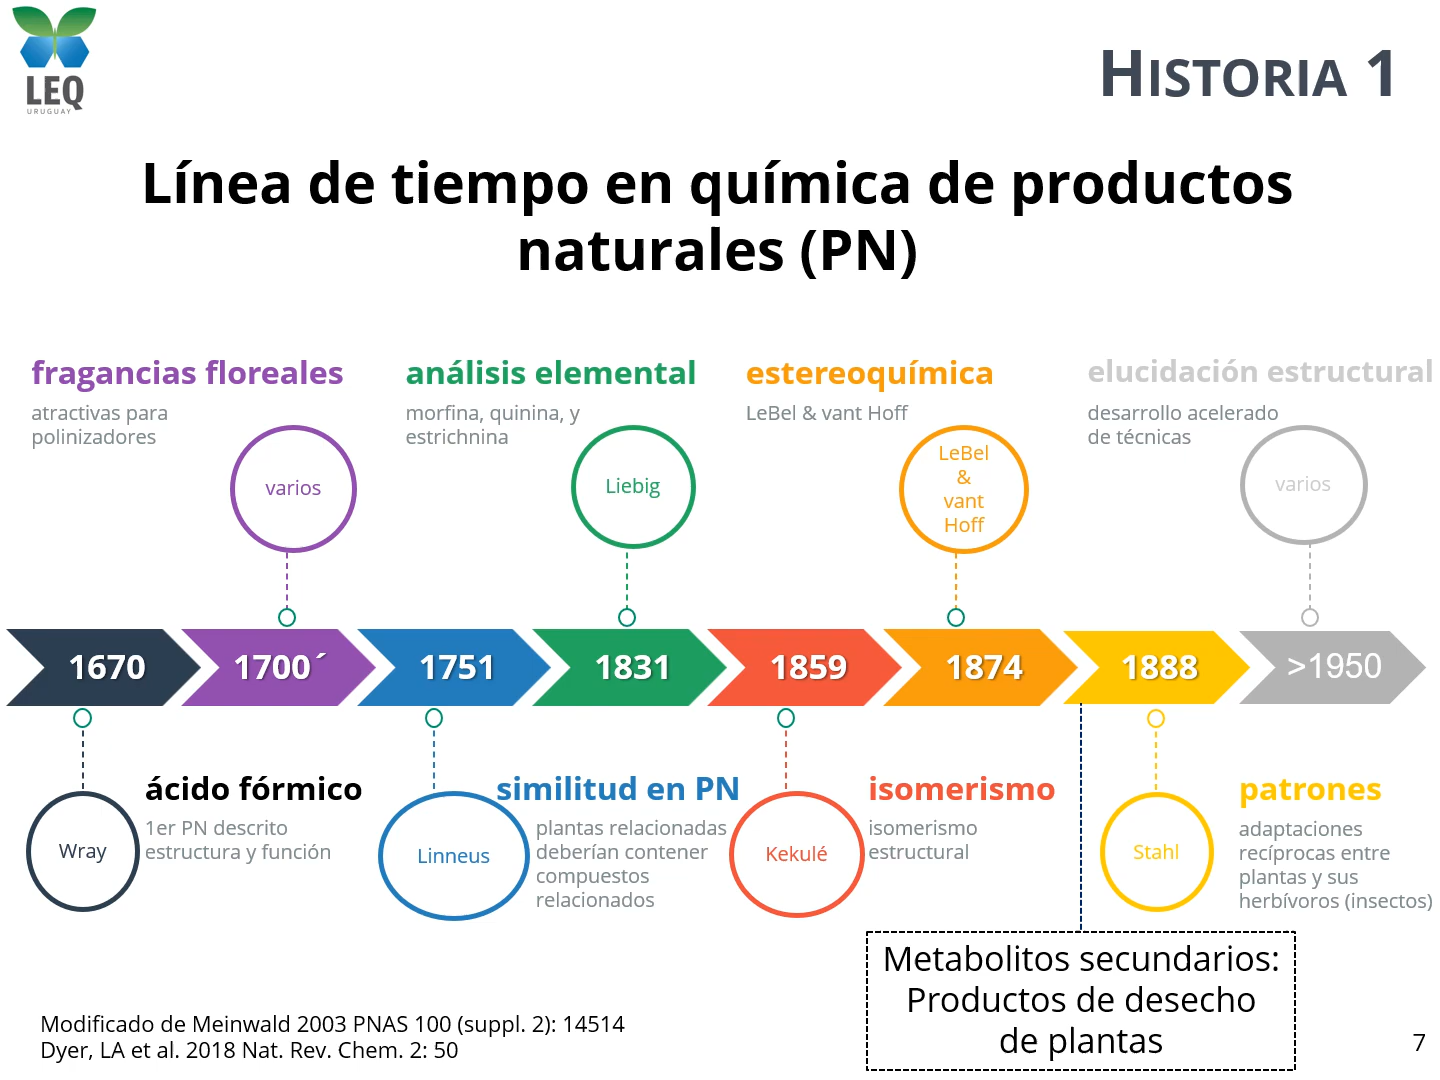 LEQ
URUGUAY
HISTORIA 1
Línea de tiempo en química de productos
naturales (PN)
fragancias floreales
atractivas para
polinizadores
varios
análisis elemental
morfina, quinina, y
estrichnina
Liebig
estereoquímica
LeBel & vant Hoff
LeBel
&
vant
Hoff
elucidación estructural
desarrollo acelerado
de técnicas
varios
1670
1700´
1751
1831
1859
1874
1888
>1950
Wray
ácido fórmico
1er PN descrito
estructura y función
Linneus
similitud en PN
plantas relacionadas
deberían contener
compuestos
relacionados
Kekulé
isomerismo
isomerismo
estructural
Stahl
patrones
adaptaciones
recíprocas entre
plantas y sus
herbívoros (insectos)
Metabolitos secundarios:
Productos de desecho
de plantas
Modificado de Meinwald 2003 PNAS 100 (suppl. 2): 14514
Dyer, LA et al. 2018 Nat. Rev. Chem. 2: 50
7